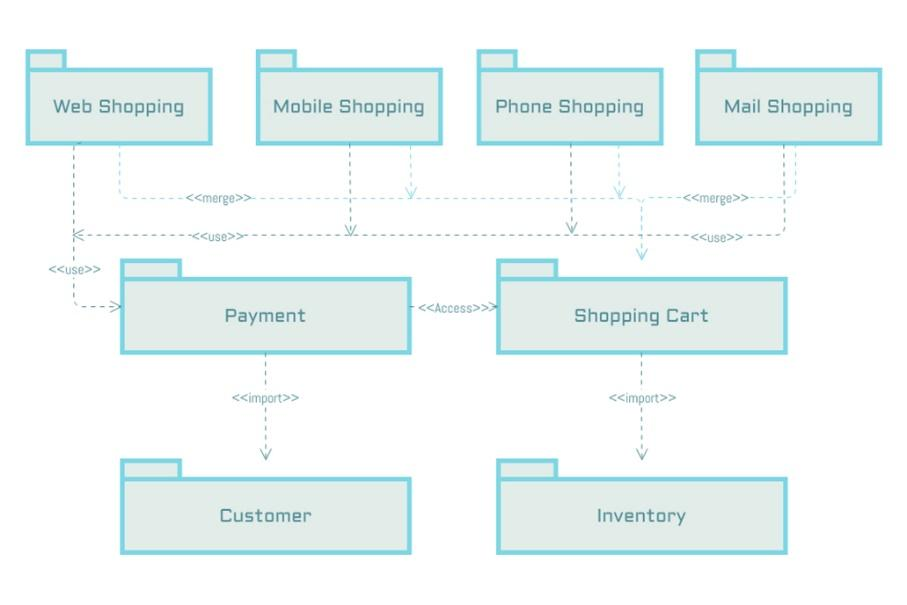 Web Shopping
Mobile Shopping
Phone Shopping
Mail Shopping
<<merge>>
<<merge>>
<<use>>
<<use>>
<<use>>
Payment
<<Access>>
Shopping Cart
<<import>>
<<import>>
Customer
Inventory